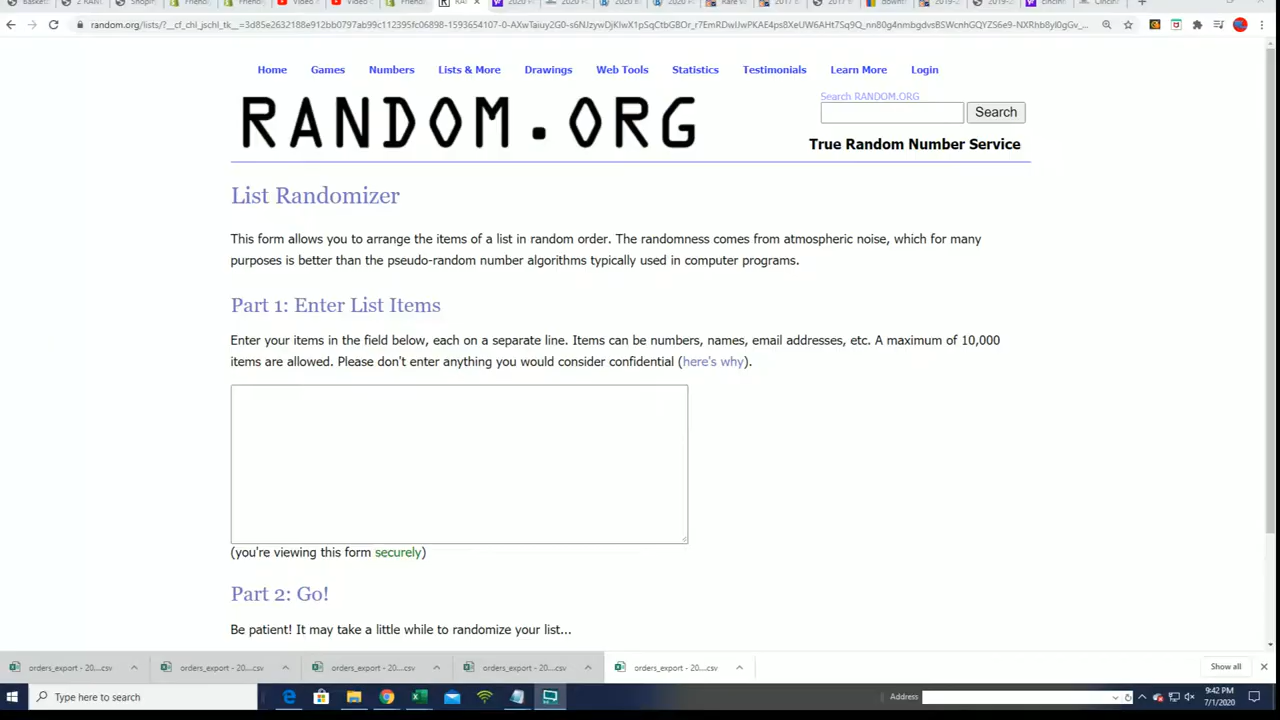 random.org/lists/?__cf_chl_jschl_tk__=3d85e2632188e912bb0797ab99c112395fc06898-1593654107-0-
Home Games Numbers Lists & More Drawings Web Tools Statistics Testimonials Learn More Login
Search RANDOM.ORG
RANDOM.ORG
Search
True Random Number Service
List Randomizer
This form allows you to arrange the items of a list in random order. The randomness comes from atmospheric noise, which for many
purposes is better than the pseudo-random number algorithms typically used in computer programs.
Part 1: Enter List Items
Enter your items in the field below, each on a separate line. Items can be numbers, names, email addresses, etc. A maximum of 10,000
items are allowed. Please don't enter anything you would consider confidential (here's why).
(you're viewing this form securely)
Part 2: Go!
Be patient! It may take a little while to randomize your list...
orders_export - 20....csv orders_export - 20....csv orders_export - 20....csv orders_export - 20....csv orders_export - 20....csv Show all
Type here to search
Address
9:42 PM
7/1/2020